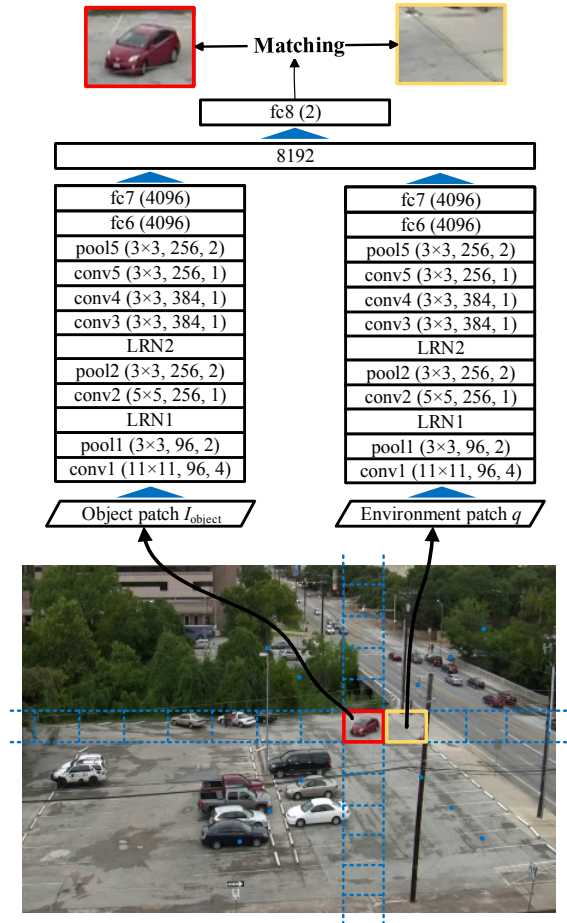 Matching
fc8 (2)
8192
fc7 (4096)
fc6 (4096)
pool5 (3×3, 256, 2)
conv5 (3×3, 256, 1)
conv4 (3×3, 384, 1)
conv3 (3×3, 384, 1)
LRN2
pool2 (3×3, 256, 2)
conv2 (5×5, 256, 1)
LRN1
pool1 (3×3, 96, 2)
conv1 (11×11, 96, 4)
Object patch I_object
fc7 (4096)
fc6 (4096)
pool5 (3×3, 256, 2)
conv5 (3×3, 256, 1)
conv4 (3×3, 384, 1)
conv3 (3×3, 384, 1)
LRN2
pool2 (3×3, 256, 2)
conv2 (5×5, 256, 1)
LRN1
pool1 (3×3, 96, 2)
conv1 (11×11, 96, 4)
Environment patch q